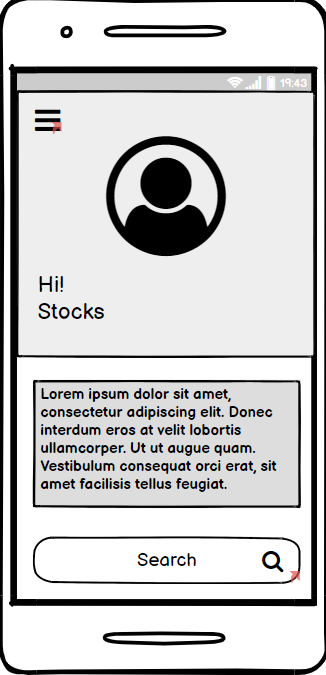 19:43
Hi!
Stocks
Lorem ipsum dolor sit amet,
consectetur adipiscing elit. Donec
interdum eros at velit lobortis
ullamcorper. Ut ut augue quam.
Vestibulum consequat orci erat, sit
amet facilisis tellus feugiat.
Search